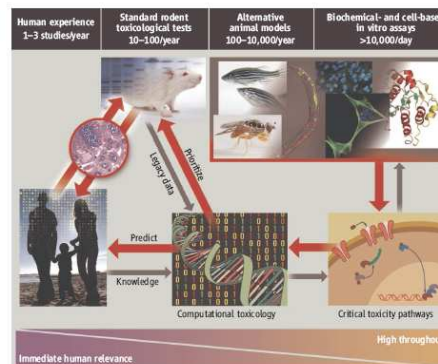 Human experience
1–3 studies/year
Standard rodent
toxicological tests
10–100/year
Alternative
animal models
100–10,000/year
Biochemical- and cell-based
in vitro assays
>10,000/day
Legacy data
Prioritize
Predict
Knowledge
Computational toxicology
Critical toxicity pathways
High throughput
Immediate human relevance